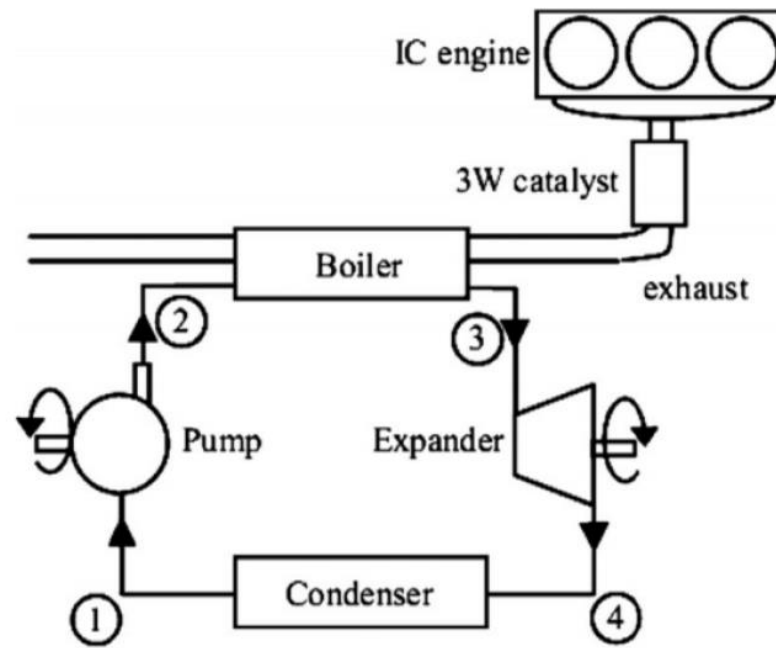 IC engine
3W catalyst
Boiler
exhaust
2
3
Pump
Expander
Condenser
1
4